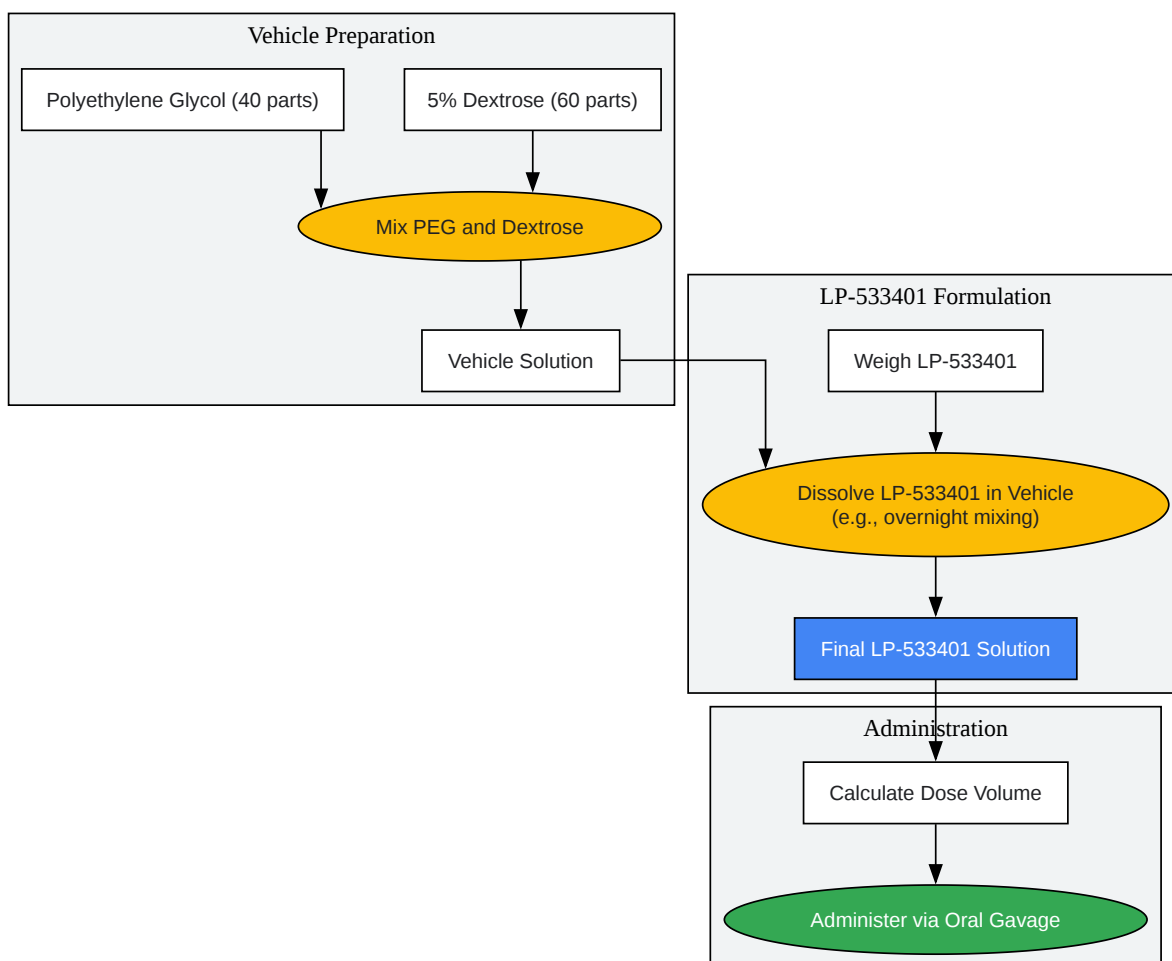 Vehicle Preparation
Polyethylene Glycol (40 parts)
5% Dextrose (60 parts)
Mix PEG and Dextrose
Vehicle Solution
LP-533401 Formulation
Weigh LP-533401
Dissolve LP-533401 in Vehicle
(e.g., overnight mixing)
Final LP-533401 Solution
Administration
Calculate Dose Volume
Administer via Oral Gavage